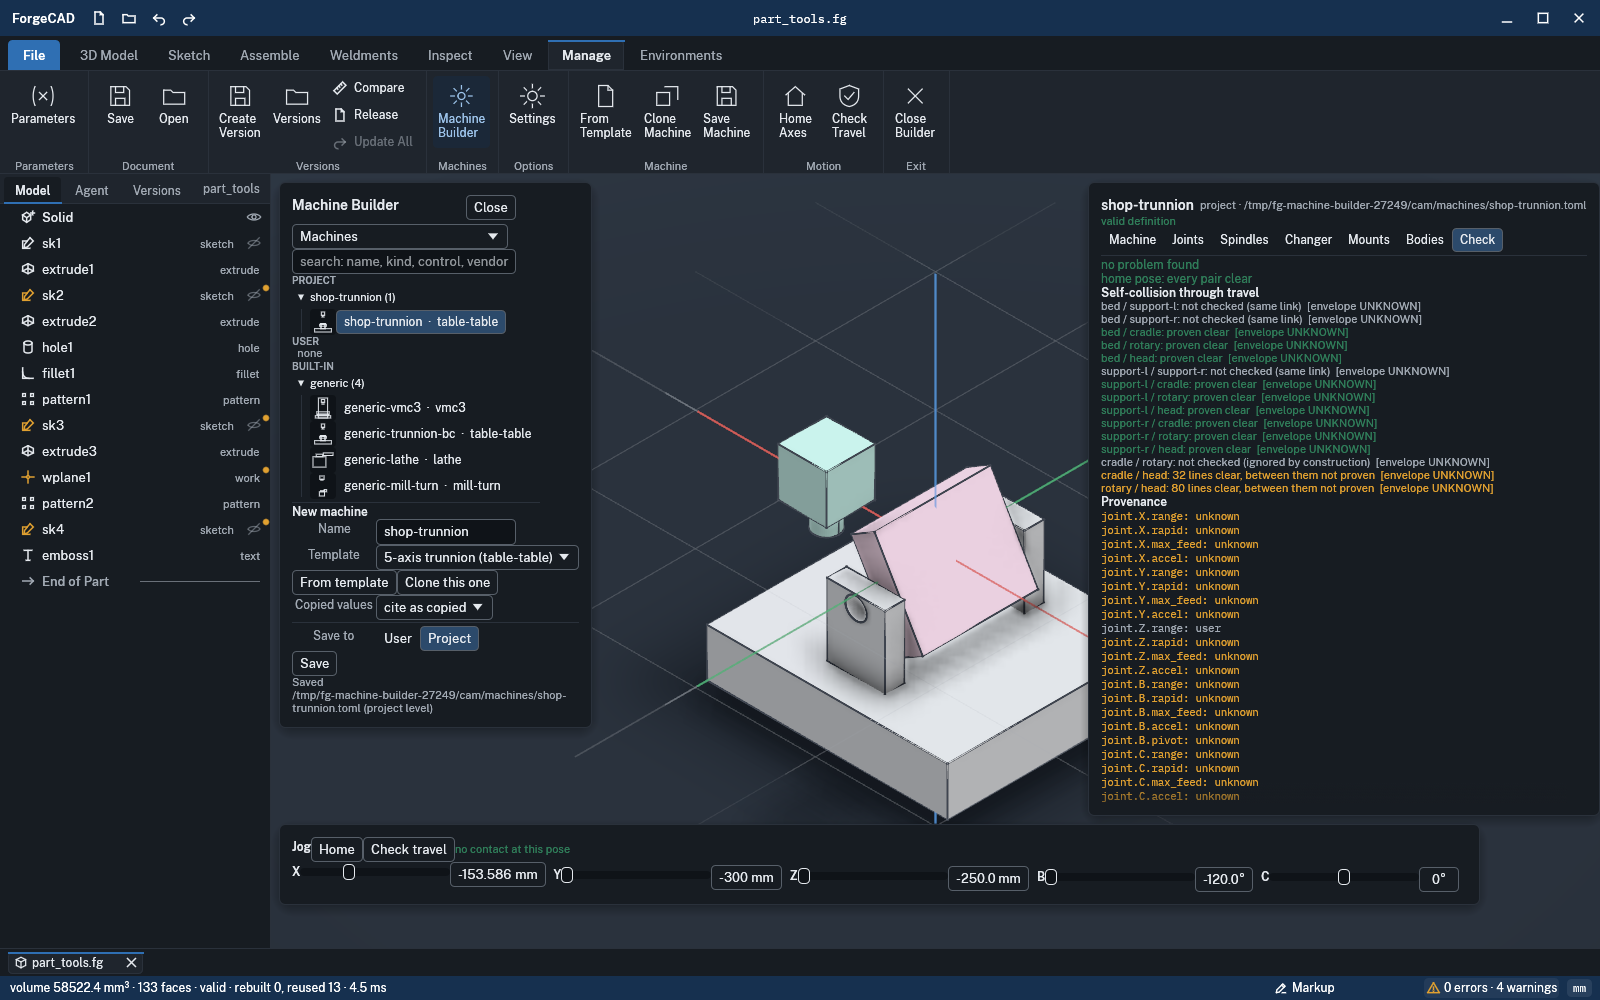 ForgeCAD
part_tools.fg
File 3D Model Sketch Assemble Weldments Inspect View Manage Environments
Parameters Save Open Create Version Versions Compare Release Update All Machine Builder Settings From Template Clone Machine Save Machine Home Axes Check Travel Close Builder
Parameters Document Versions Machines Options Machine Motion Exit
Model Agent Versions part_tools
Solid
sk1 sketch
extrude1 extrude
sk2 sketch
extrude2 extrude
hole1 hole
fillet1 fillet
pattern1 pattern
sk3 sketch
extrude3 extrude
wplane1 work
pattern2 pattern
sk4 sketch
emboss1 text
End of Part
Machine Builder Close
Machines
search: name, kind, control, vendor
PROJECT
shop-trunnion (1)
shop-trunnion · table-table
USER
none
BUILT-IN
generic (4)
generic-vmc3 · vmc3
generic-trunnion-bc · table-table
generic-lathe · lathe
generic-mill-turn · mill-turn
New machine
Name shop-trunnion
Template 5-axis trunnion (table-table)
From template Clone this one
Copied values cite as copied
Save to User Project
Save
Saved
/tmp/fg-machine-builder-27249/cam/machines/shop-
trunnion.toml (project level)
shop-trunnion project · /tmp/fg-machine-builder-27249/cam/machines/shop-trunnion.toml
valid definition
Machine Joints Spindles Changer Mounts Bodies Check
no problem found
home pose: every pair clear
Self-collision through travel
bed / support-l: not checked (same link) [envelope UNKNOWN]
bed / support-r: not checked (same link) [envelope UNKNOWN]
bed / cradle: proven clear [envelope UNKNOWN]
bed / rotary: proven clear [envelope UNKNOWN]
bed / head: proven clear [envelope UNKNOWN]
support-l / support-r: not checked (same link) [envelope UNKNOWN]
support-l / cradle: proven clear [envelope UNKNOWN]
support-l / rotary: proven clear [envelope UNKNOWN]
support-l / head: proven clear [envelope UNKNOWN]
support-r / cradle: proven clear [envelope UNKNOWN]
support-r / rotary: proven clear [envelope UNKNOWN]
support-r / head: proven clear [envelope UNKNOWN]
cradle / rotary: not checked (ignored by construction) [envelope UNKNOWN]
cradle / head: 32 lines clear, between them not proven [envelope UNKNOWN]
rotary / head: 80 lines clear, between them not proven [envelope UNKNOWN]
Provenance
joint.X.range: unknown
joint.X.rapid: unknown
joint.X.max_feed: unknown
joint.X.accel: unknown
joint.Y.range: unknown
joint.Y.rapid: unknown
joint.Y.max_feed: unknown
joint.Y.accel: unknown
joint.Z.range: user
joint.Z.rapid: unknown
joint.Z.max_feed: unknown
joint.Z.accel: unknown
joint.B.range: unknown
joint.B.rapid: unknown
joint.B.max_feed: unknown
joint.B.accel: unknown
joint.B.pivot: unknown
joint.C.range: unknown
joint.C.rapid: unknown
joint.C.max_feed: unknown
joint.C.accel: unknown
Jog Home Check travel no contact at this pose
X -153.586 mm Y -300 mm Z -250.0 mm B -120.0° C 0°
part_tools.fg
volume 58522.4 mm³ · 133 faces · valid · rebuilt 0, reused 13 · 4.5 ms Markup 0 errors · 4 warnings mm